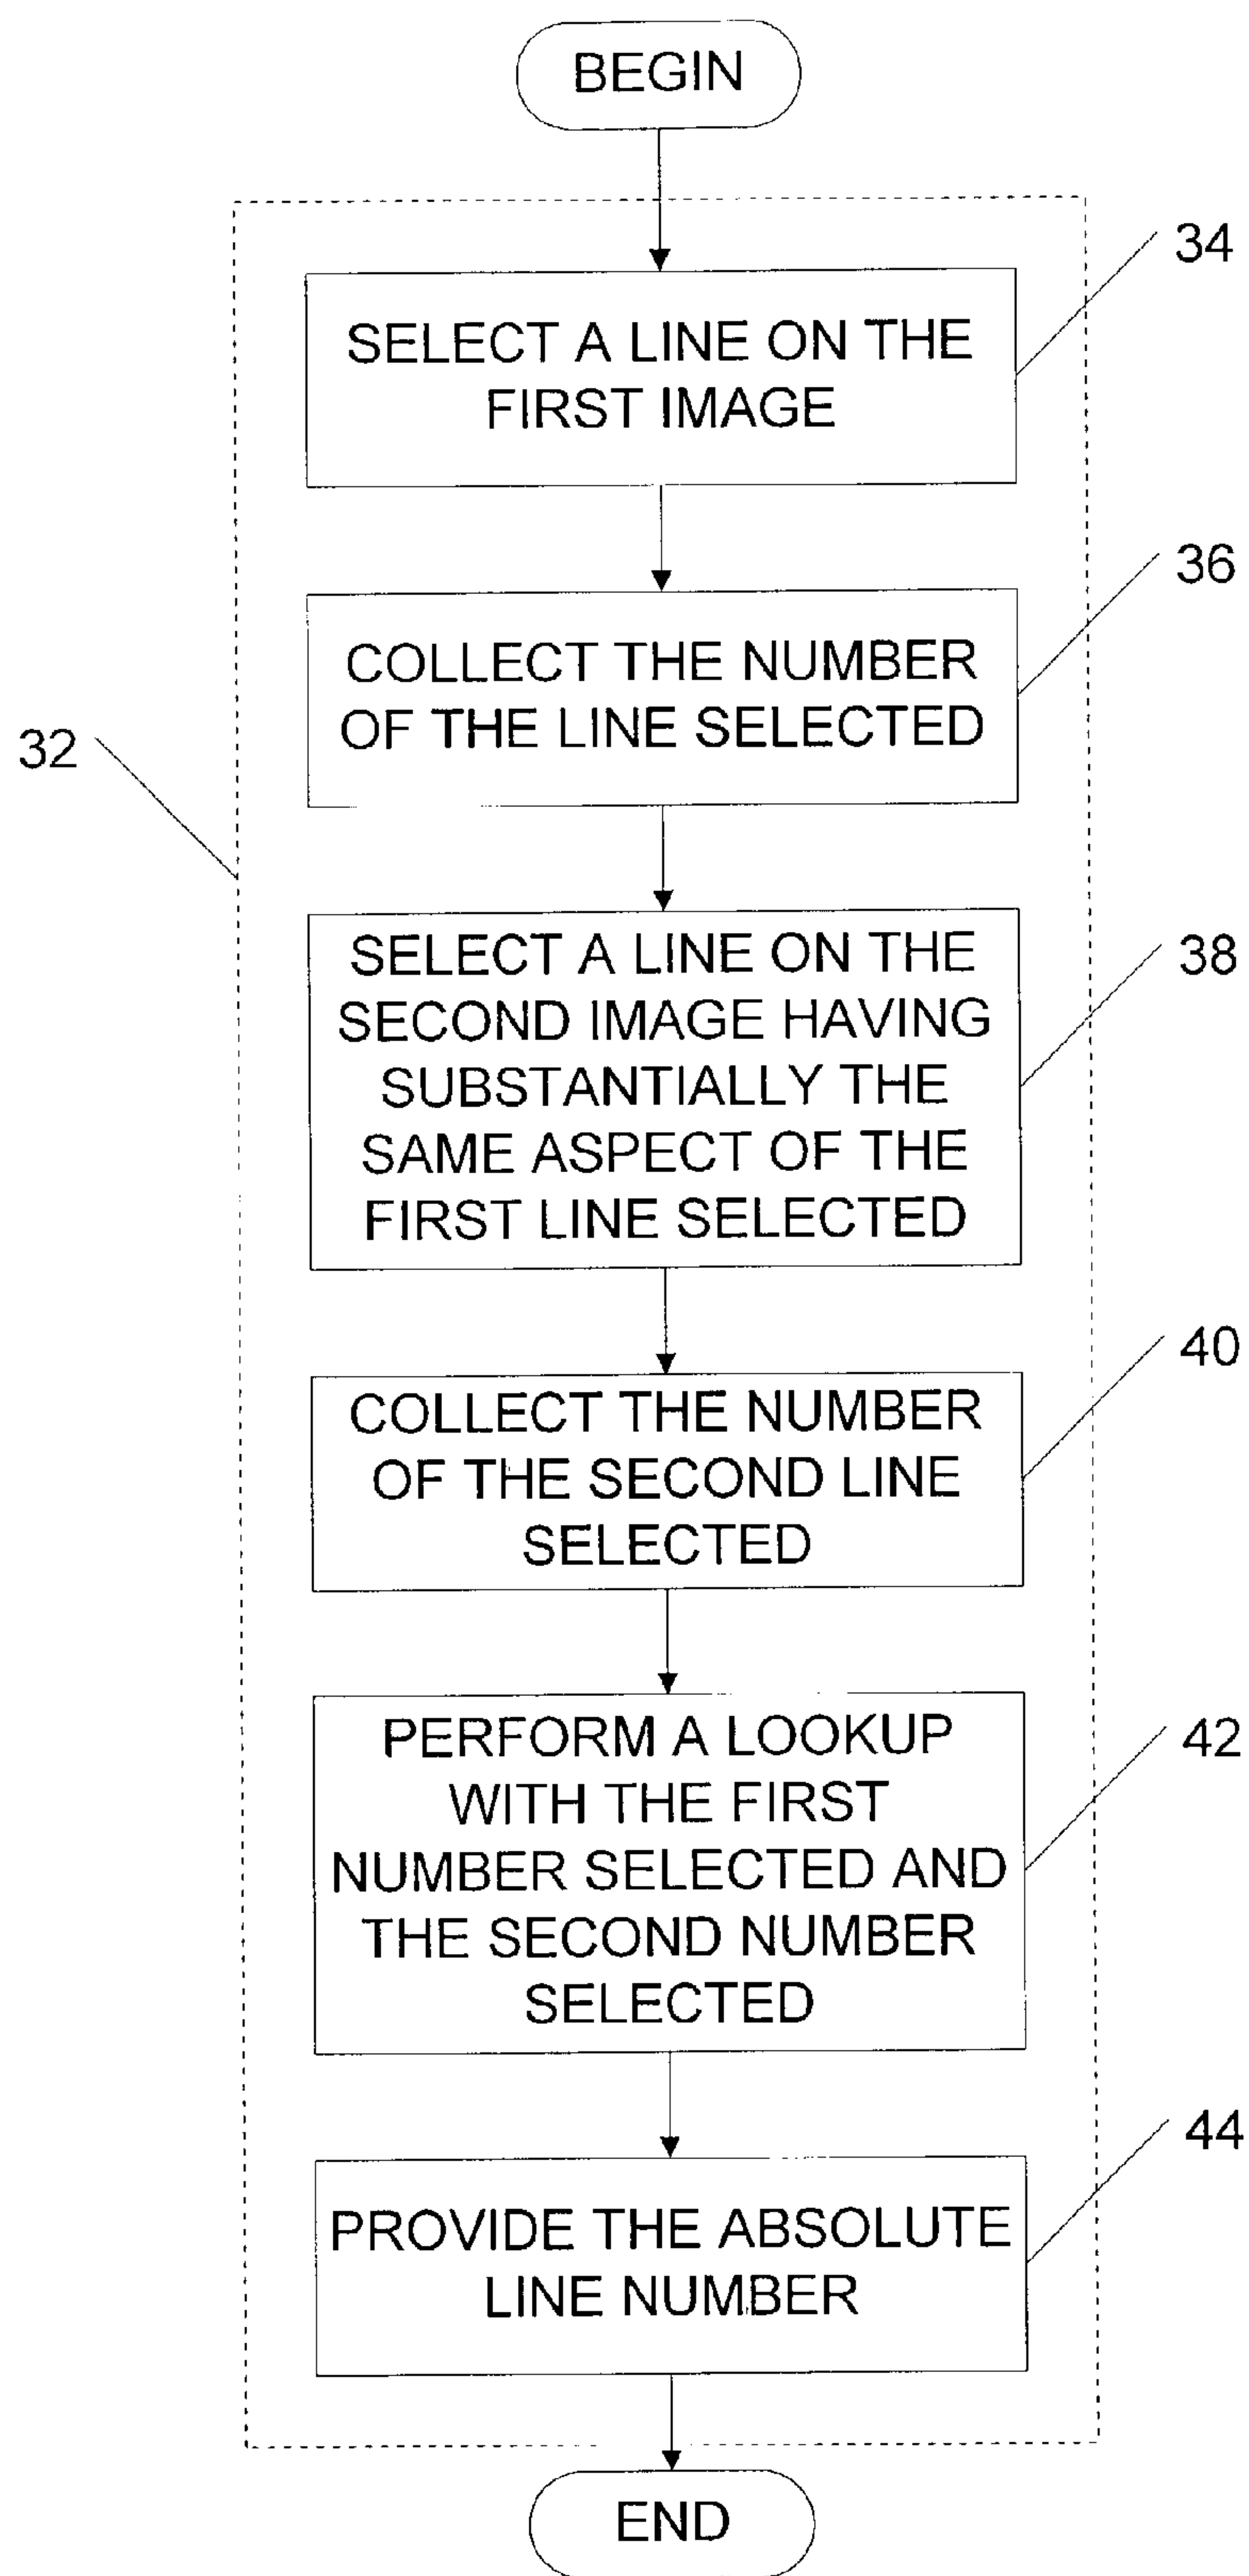 BEGIN
34
SELECT A LINE ON THE
FIRST IMAGE
36
COLLECT THE NUMBER
OF THE LINE SELECTED
32
SELECT A LINE ON THE
SECOND IMAGE HAVING
SUBSTANTIALLY THE
SAME ASPECT OF THE
FIRST LINE SELECTED
38
40
COLLECT THE NUMBER
OF THE SECOND LINE
SELECTED
PERFORM A LOOKUP
WITH THE FIRST
NUMBER SELECTED AND
THE SECOND NUMBER
SELECTED
42
44
PROVIDE THE ABSOLUTE
LINE NUMBER
END